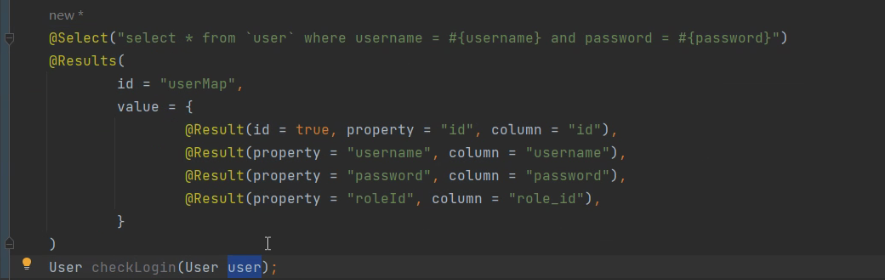 new *
@Select("select * from `user` where username = #{username} and password = #{password}")
@Results(
id = "userMap",
value = {
@Result(id = true, property = "id", column = "id"),
@Result(property = "username", column = "username"),
@Result(property = "password", column = "password"),
@Result(property = "roleId", column = "role_id"),
}
)
User checkLogin(User user);